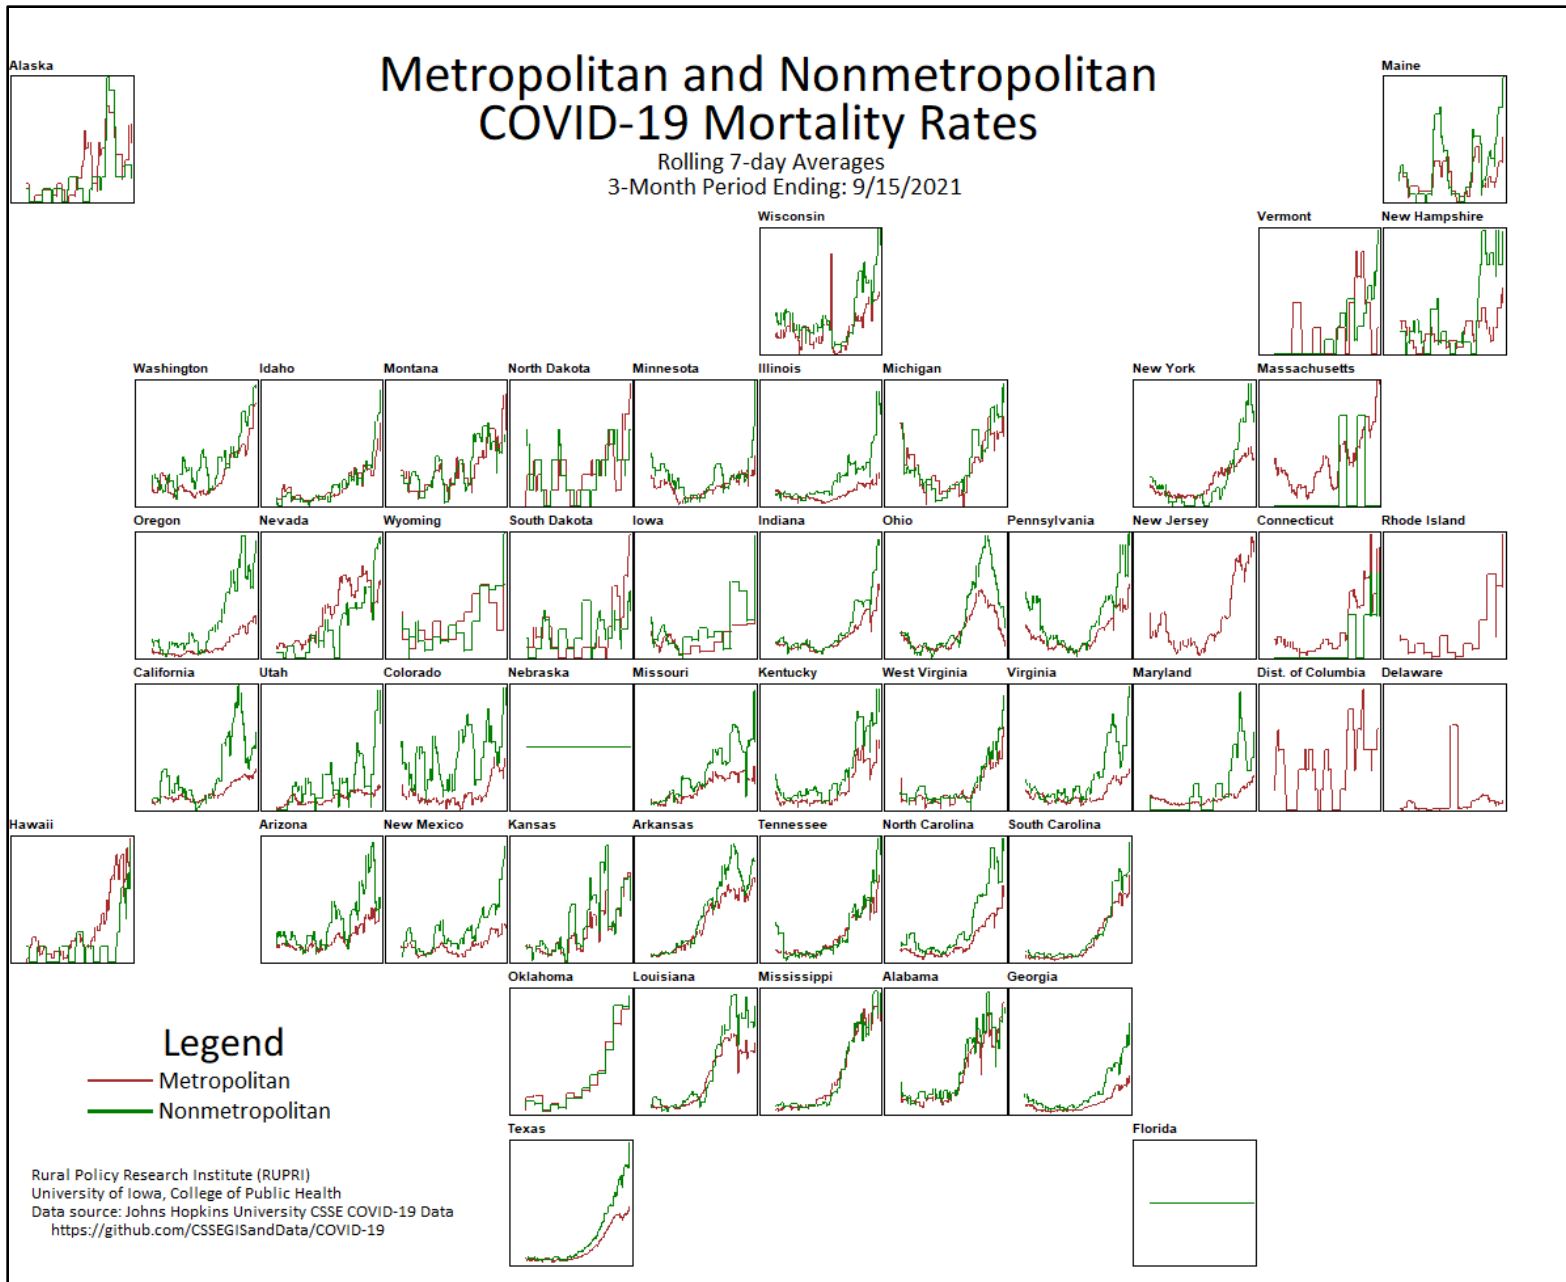 Metropolitan and Nonmetropolitan
COVID-19 Mortality Rates
Rolling 7-day Averages
3-Month Period Ending: 9/15/2021
Alaska
Maine
Wisconsin
Vermont
New Hampshire
Washington
Idaho
Montana
North Dakota
Minnesota
Illinois
Michigan
New York
Massachusetts
Oregon
Nevada
Wyoming
South Dakota
Iowa
Indiana
Ohio
Pennsylvania
New Jersey
Connecticut
Rhode Island
California
Utah
Colorado
Nebraska
Missouri
Kentucky
West Virginia
Virginia
Maryland
Dist. of Columbia
Delaware
Hawaii
Arizona
New Mexico
Kansas
Arkansas
Tennessee
North Carolina
South Carolina
Oklahoma
Louisiana
Mississippi
Alabama
Georgia
Texas
Florida
Legend
Metropolitan
Nonmetropolitan
Rural Policy Research Institute (RUPRI)
University of Iowa, College of Public Health
Data source: Johns Hopkins University CSSE COVID-19 Data
https://github.com/CSSEGISandData/COVID-19